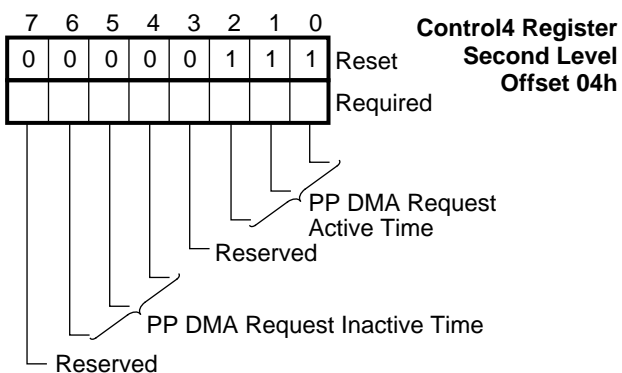 7 6 5 4 3 2 1 0
Control4 Register
Second Level
Offset 04h
0 0 0 0 0 1 1 1 Reset
Required
PP DMA Request
Active Time
Reserved
PP DMA Request Inactive Time
Reserved